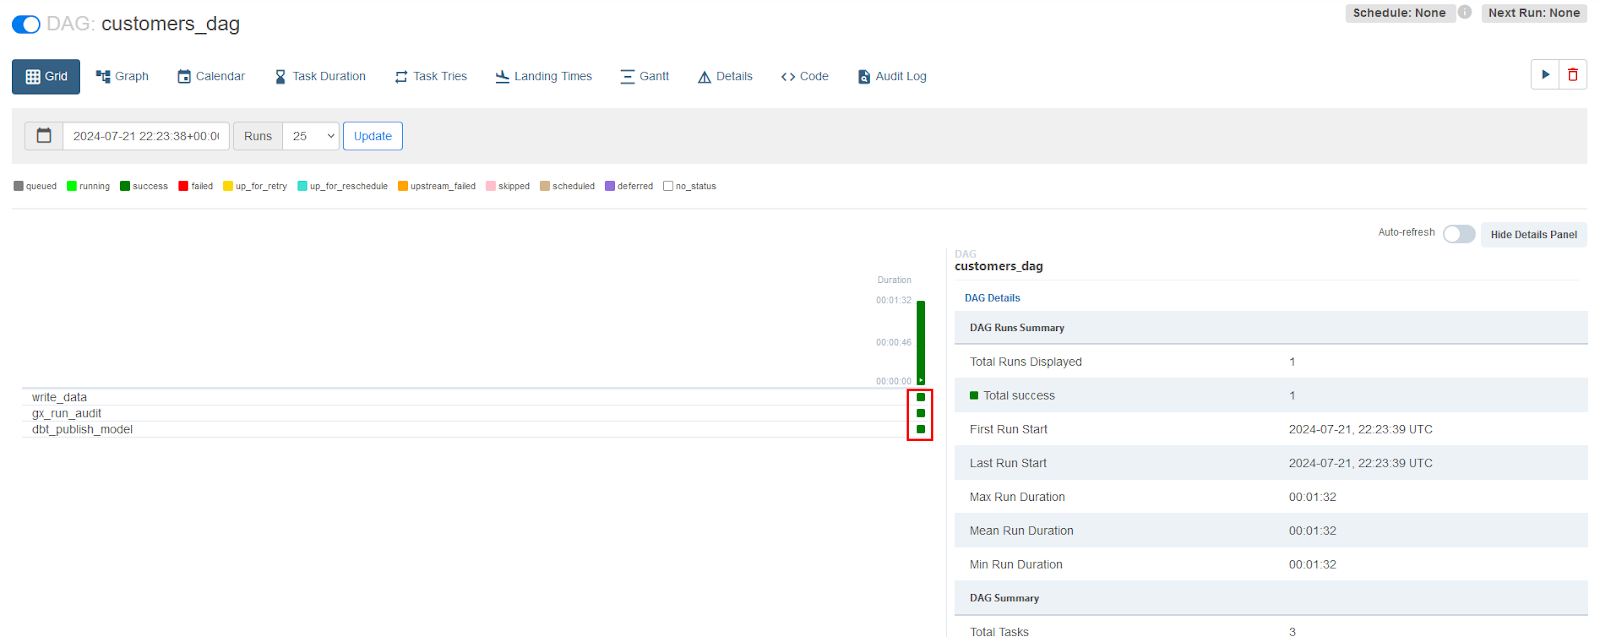 DAG: customers_dag
Schedule: None
Next Run: None
Grid Graph Calendar Task Duration Task Tries Landing Times Gantt Details Code Audit Log
2024-07-21 22:23:38+00:0 Runs 25 Update
queued running success failed up_for_retry up_for_reschedule upstream_failed skipped scheduled deferred no_status
Auto-refresh Hide Details Panel
Duration
00:01:32
00:00:46
00:00:00
write_data
gx_run_audit
dbt_publish_model
DAG
customers_dag
DAG Details
DAG Runs Summary
Total Runs Displayed 1
Total success 1
First Run Start 2024-07-21, 22:23:39 UTC
Last Run Start 2024-07-21, 22:23:39 UTC
Max Run Duration 00:01:32
Mean Run Duration 00:01:32
Min Run Duration 00:01:32
DAG Summary
Total Tasks 3